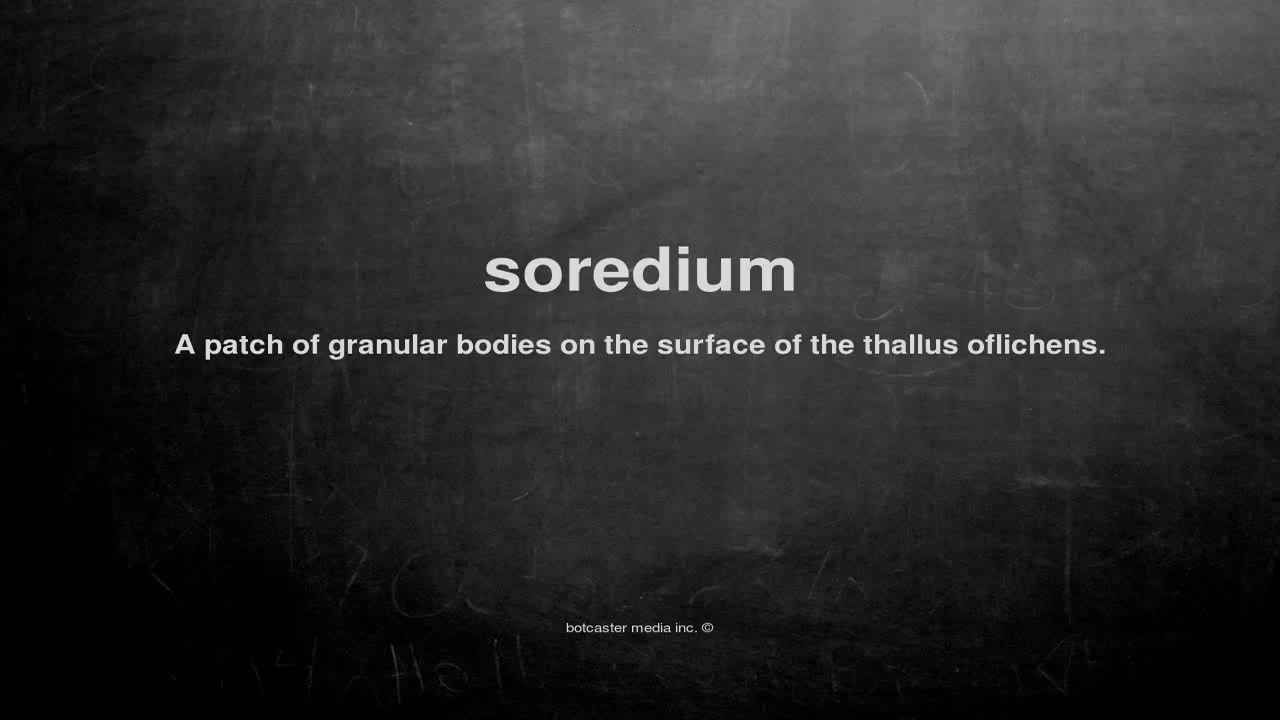 soredium
A patch of granular bodies on the surface of the thallus oflichens.
botcaster media inc. ©